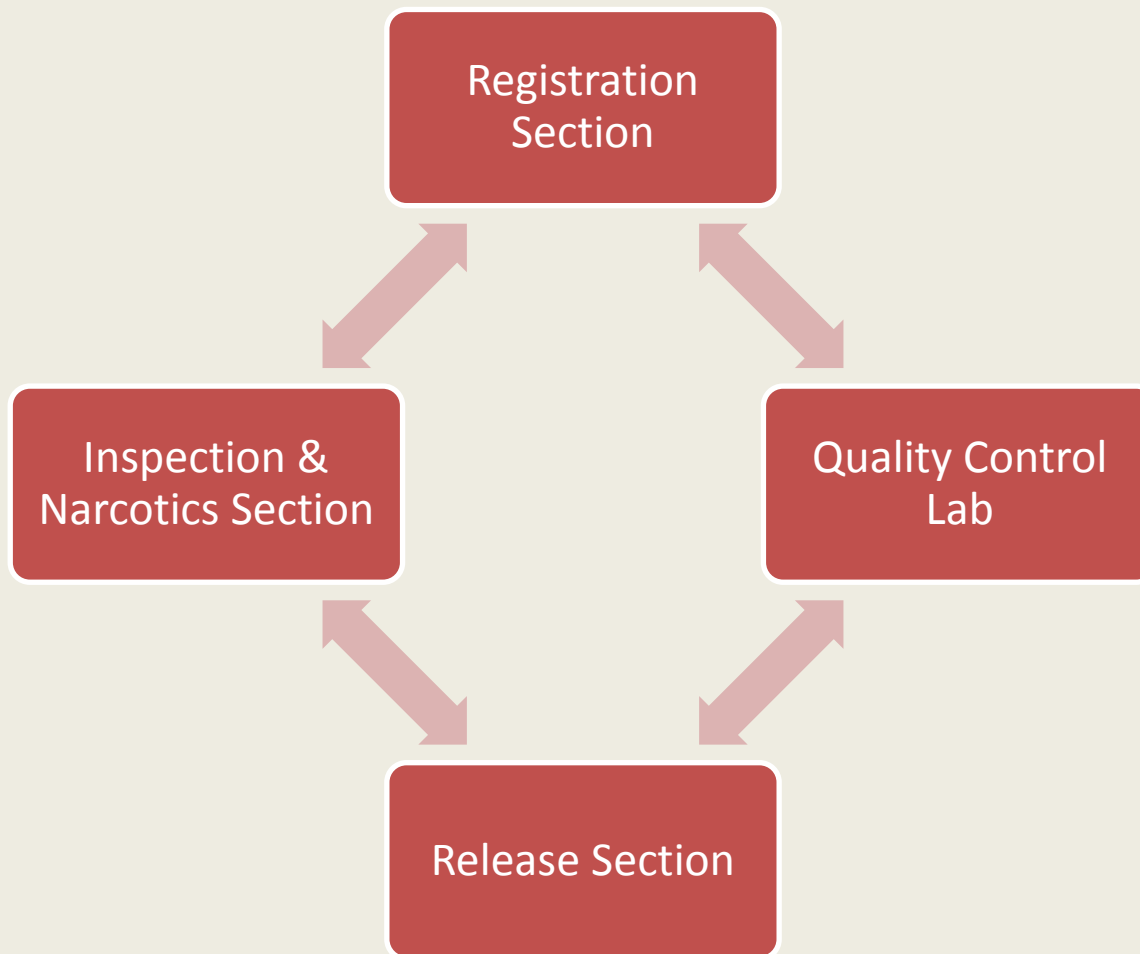 Registration
Section
Inspection &
Narcotics Section
Quality Control
Lab
Release Section